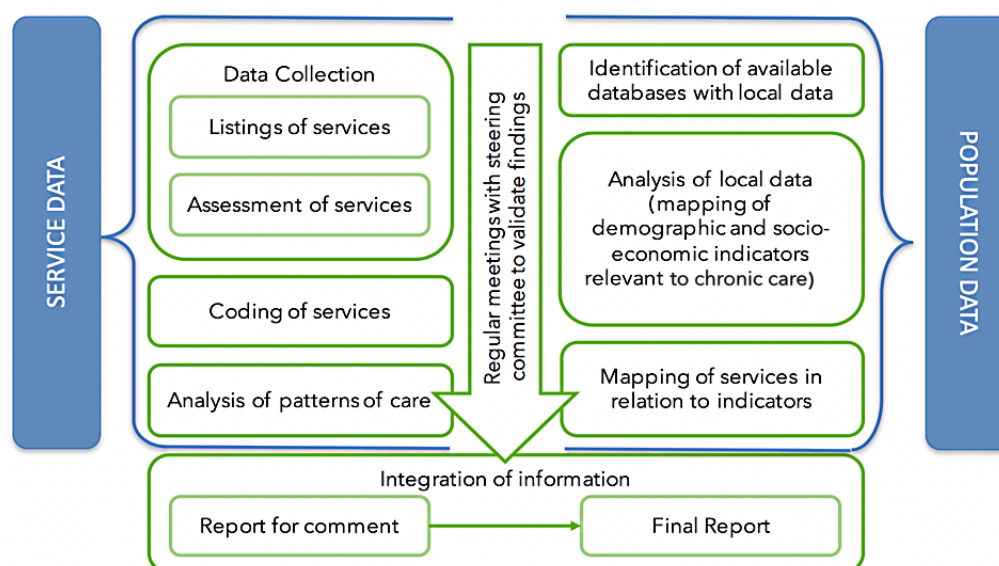 SERVICE DATA
Data Collection
Listings of services
Assessment of services
Coding of services
Analysis of patterns of care
Regular meetings with steering
committee to validate findings
Identification of available
databases with local data
Analysis of local data
(mapping of
demographic and socio-
economic indicators
relevant to chronic care)
Mapping of services in
relation to indicators
POPULATION DATA
Integration of information
Report for comment
Final Report